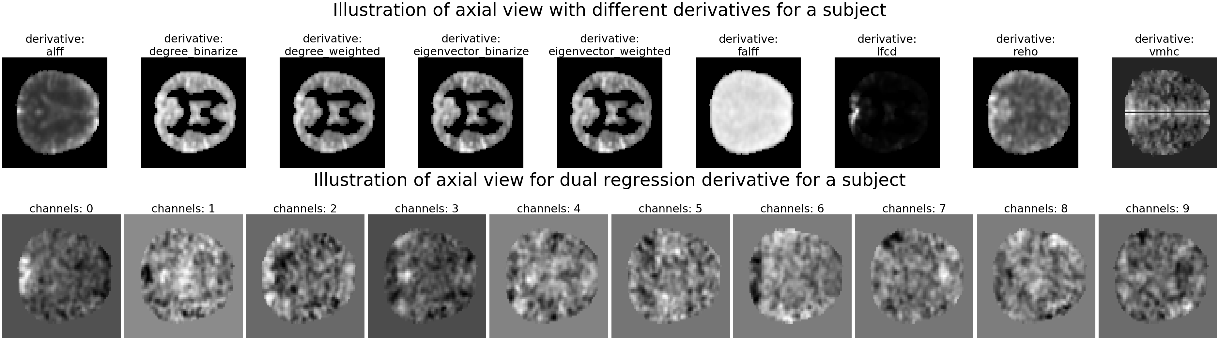 Illustration of axial view with different derivatives for a subject
derivative: alff
derivative: degree_binarize
derivative: degree_weighted
derivative: eigenvector_binarize
derivative: eigenvector_weighted
derivative: falff
derivative: lfcd
derivative: reho
derivative: vmhc
Illustration of axial view for dual regression derivative for a subject
channels: 0
channels: 1
channels: 2
channels: 3
channels: 4
channels: 5
channels: 6
channels: 7
channels: 8
channels: 9